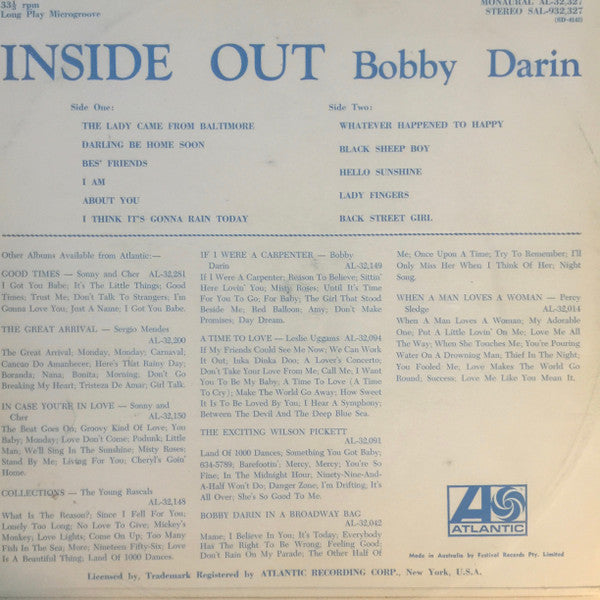 33⅓ rpm
Long Play Microgroove
MONAURAL AL-32,327
STEREO SAL-932,327
(SD-8142)
INSIDE OUT Bobby Darin
Side One:
THE LADY CAME FROM BALTIMORE
DARLING BE HOME SOON
BES' FRIENDS
I AM
ABOUT YOU
I THINK IT'S GONNA RAIN TODAY
Side Two:
WHATEVER HAPPENED TO HAPPY
BLACK SHEEP BOY
HELLO SUNSHINE
LADY FINGERS
BACK STREET GIRL
Other Albums Available from Atlantic:—
GOOD TIMES — Sonny and Cher AL-32,281
I Got You Babe; It's The Little Things; Good
Times; Trust Me; Don't Talk To Strangers; I'm
Gonna Love You; Just A Name; I Got You Babe.
THE GREAT ARRIVAL — Sergio Mendes
AL-32,200
The Great Arrival; Monday, Monday; Carnaval;
Cancao Do Amanhecer; Here's That Rainy Day;
Boranda; Nana; Bonita; Morning; Don't Go
Breaking My Heart; Tristeza De Amar; Girl Talk.
IN CASE YOU'RE IN LOVE — Sonny and
Cher AL-32,150
The Beat Goes On; Groovy Kind Of Love; You
Baby; Monday; Love Don't Come; Podunk; Little
Man; We'll Sing In The Sunshine; Misty Roses;
Stand By Me; Living For You; Cheryl's Goin'
Home.
COLLECTIONS — The Young Rascals
AL-32,148
What Is The Reason?; Since I Fell For You;
Lonely Too Long; No Love To Give; Mickey's
Monkey; Love Lights; Come On Up; Too Many
Fish In The Sea; More; Nineteen Fifty-Six; Love
Is A Beautiful Thing; Land Of 1000 Dances.
IF I WERE A CARPENTER — Bobby
Darin AL-32,149
If I Were A Carpenter; Reason To Believe; Sittin'
Here Lovin' You; Misty Roses; Until It's Time
For You To Go; For Baby; The Girl That Stood
Beside Me; Red Balloon; Amy; Don't Make
Promises; Day Dream.
A TIME TO LOVE — Leslie Uggams AL-32,094
If My Friends Could See Me Now; We Can Work
It Out; Inka Dinka Doo; A Lover's Concerto;
Don't Take Your Love From Me; Call Me; I Want
You To Be My Baby; A Time To Love (A Time
To Cry); Make The World Go Away; How Sweet
It Is To Be Loved By You; I Hear A Symphony;
Between The Devil And The Deep Blue Sea.
THE EXCITING WILSON PICKETT
AL-32,091
Land Of 1000 Dances; Something You Got Baby;
634-5789; Barefootin'; Mercy, Mercy; You're So
Fine; In The Midnight Hour; Ninety-Nine-And-
A-Half Won't Do; Danger Zone; I'm Drifting; It's
All Over; She's So Good To Me.
BOBBY DARIN IN A BROADWAY BAG
AL-32,042
Mame; I Believe In You; It's Today; Everybody
Has The Right To Be Wrong; Feeling Good;
Don't Rain On My Parade; The Other Half Of
Me; Once Upon A Time; Try To Remember; I'll
Only Miss Her When I Think Of Her; Night
Song.
WHEN A MAN LOVES A WOMAN — Percy
Sledge AL-32,014
When A Man Loves A Woman; My Adorable
One; Put A Little Lovin' On Me; Love Me All
The Way; When She Touches Me; You're Pouring
Water On A Drowning Man; Thief In The Night;
You Fooled Me; Love Makes The World Go
Round; Success; Love Me Like You Mean It.
ATLANTIC
Made in Australia by Festival Records Pty. Limited
Licensed by, Trademark Registered by ATLANTIC RECORDING CORP., New York, U.S.A.